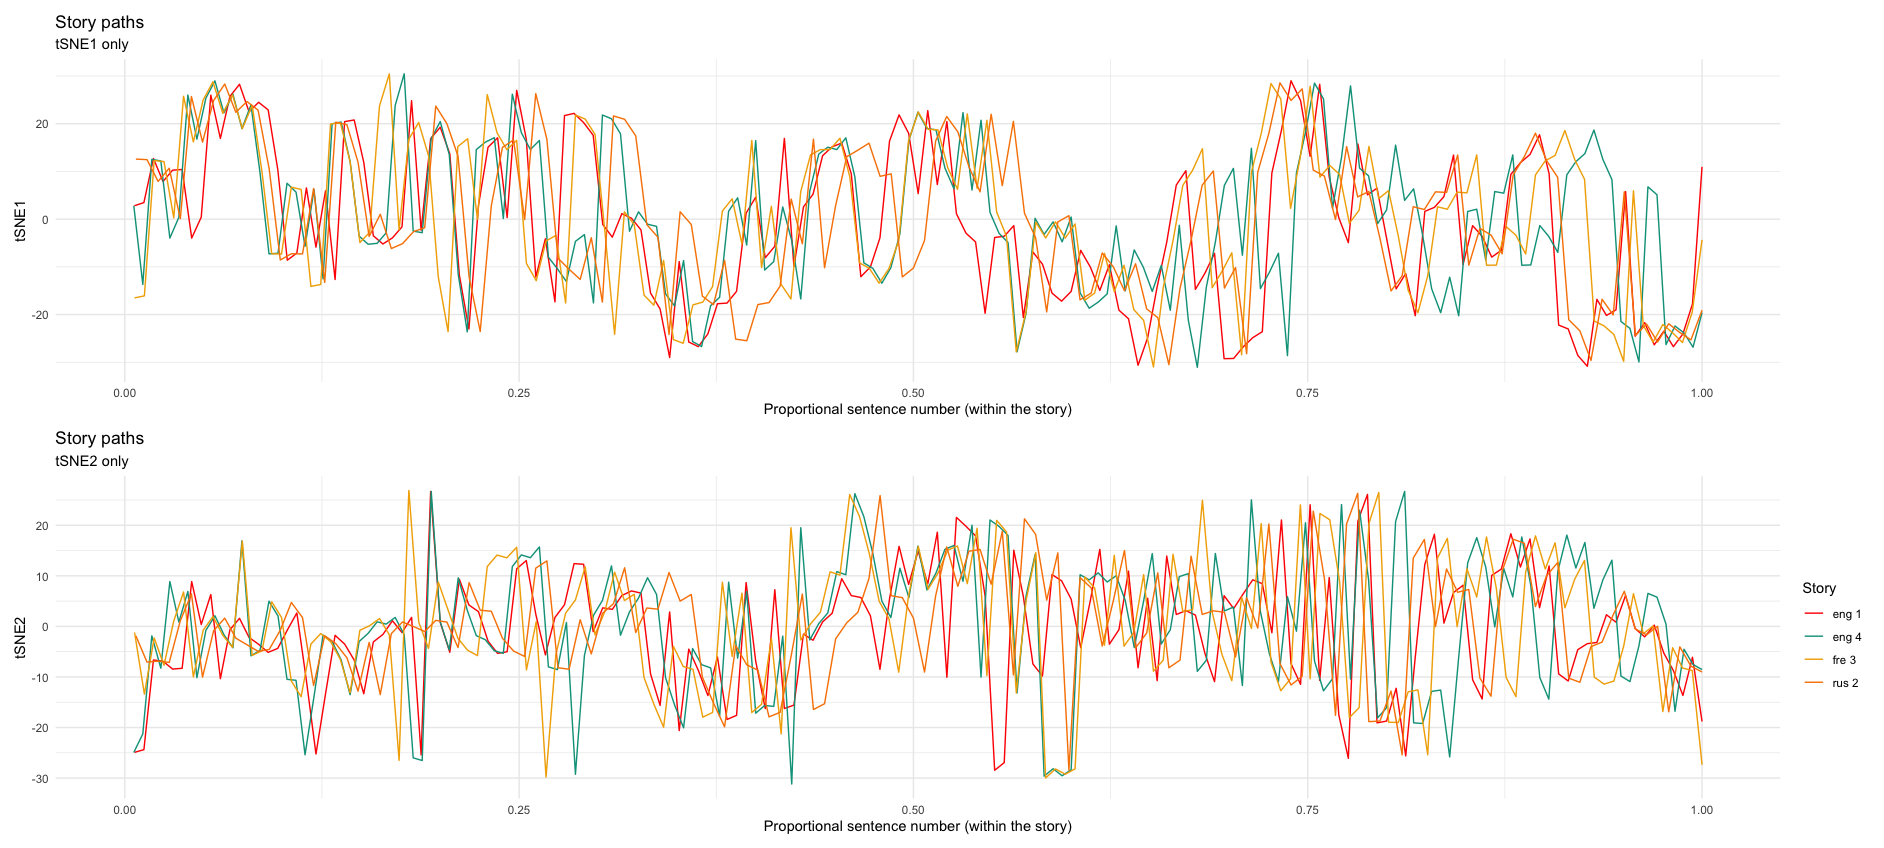 Story paths
tSNE1 only
tSNE1
20
0
-20
0.00 0.25 0.50 0.75 1.00
Proportional sentence number (within the story)
Story paths
tSNE2 only
tSNE2
20
10
0
-10
-20
-30
0.00 0.25 0.50 0.75 1.00
Proportional sentence number (within the story)
Story
eng 1
eng 4
fre 3
rus 2